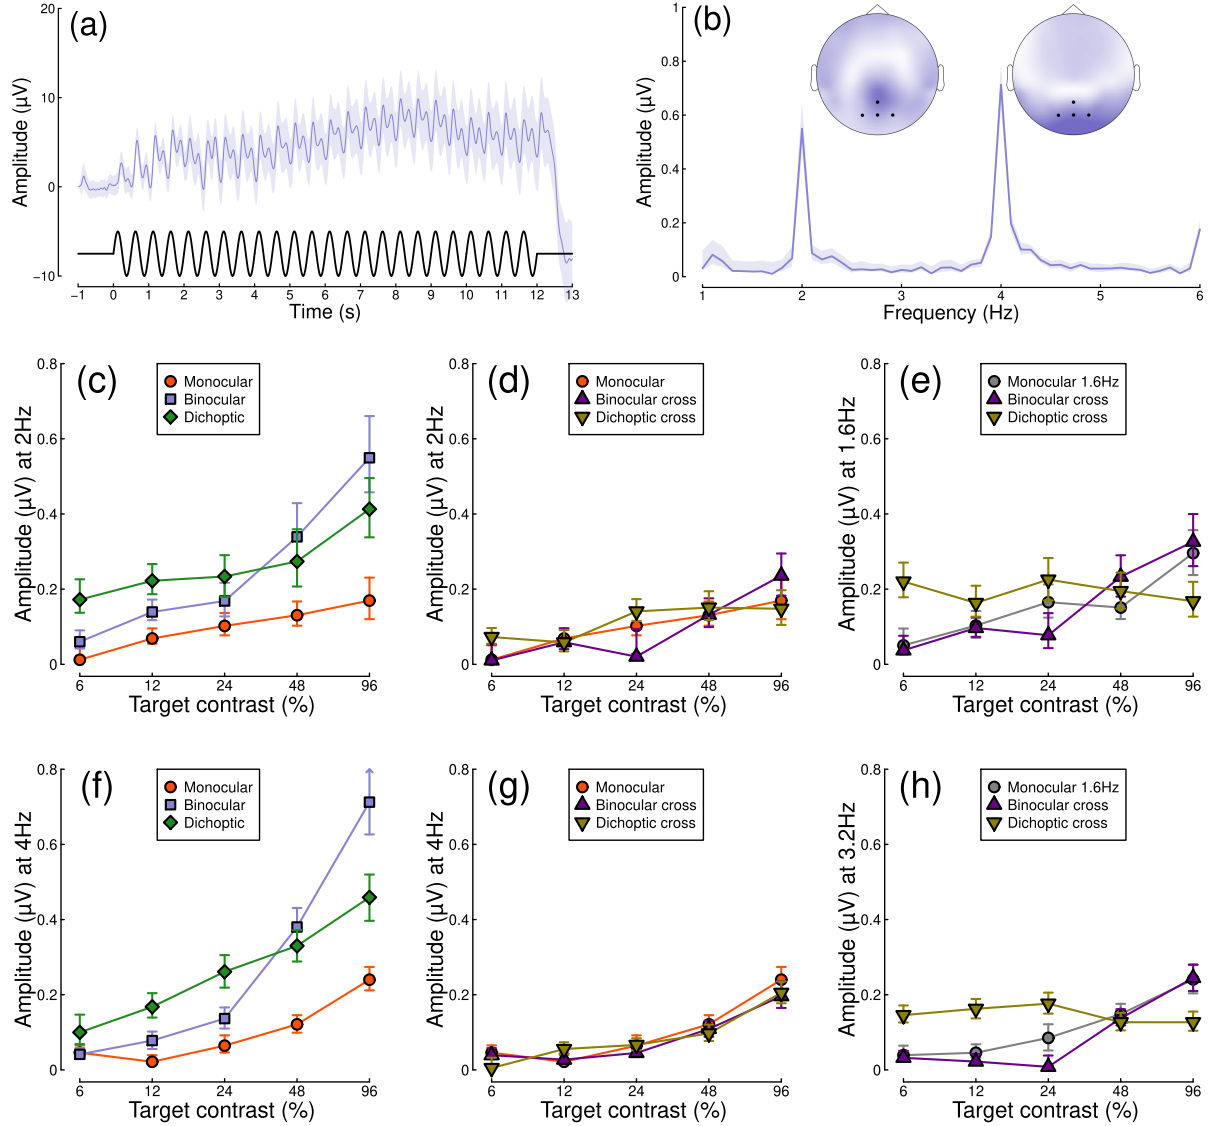 (a)
Amplitude (µV)
20
10
0
−10
−1 0 1 2 3 4 5 6 7 8 9 10 11 12 13
Time (s)
(b)
Amplitude (µV)
1
0.8
0.6
0.4
0.2
0
1 2 3 4 5 6
Frequency (Hz)
(c)
Monocular
Binocular
Dichoptic
Amplitude (µV) at 2Hz
0.8
0.6
0.4
0.2
0
6 12 24 48 96
Target contrast (%)
(d)
Monocular
Binocular cross
Dichoptic cross
Amplitude (µV) at 2Hz
0.8
0.6
0.4
0.2
0
6 12 24 48 96
Target contrast (%)
(e)
Monocular 1.6Hz
Binocular cross
Dichoptic cross
Amplitude (µV) at 1.6Hz
0.8
0.6
0.4
0.2
0
6 12 24 48 96
Target contrast (%)
(f)
Monocular
Binocular
Dichoptic
Amplitude (µV) at 4Hz
0.8
0.6
0.4
0.2
0
6 12 24 48 96
Target contrast (%)
(g)
Monocular
Binocular cross
Dichoptic cross
Amplitude (µV) at 4Hz
0.8
0.6
0.4
0.2
0
6 12 24 48 96
Target contrast (%)
(h)
Monocular 1.6Hz
Binocular cross
Dichoptic cross
Amplitude (µV) at 3.2Hz
0.8
0.6
0.4
0.2
0
6 12 24 48 96
Target contrast (%)